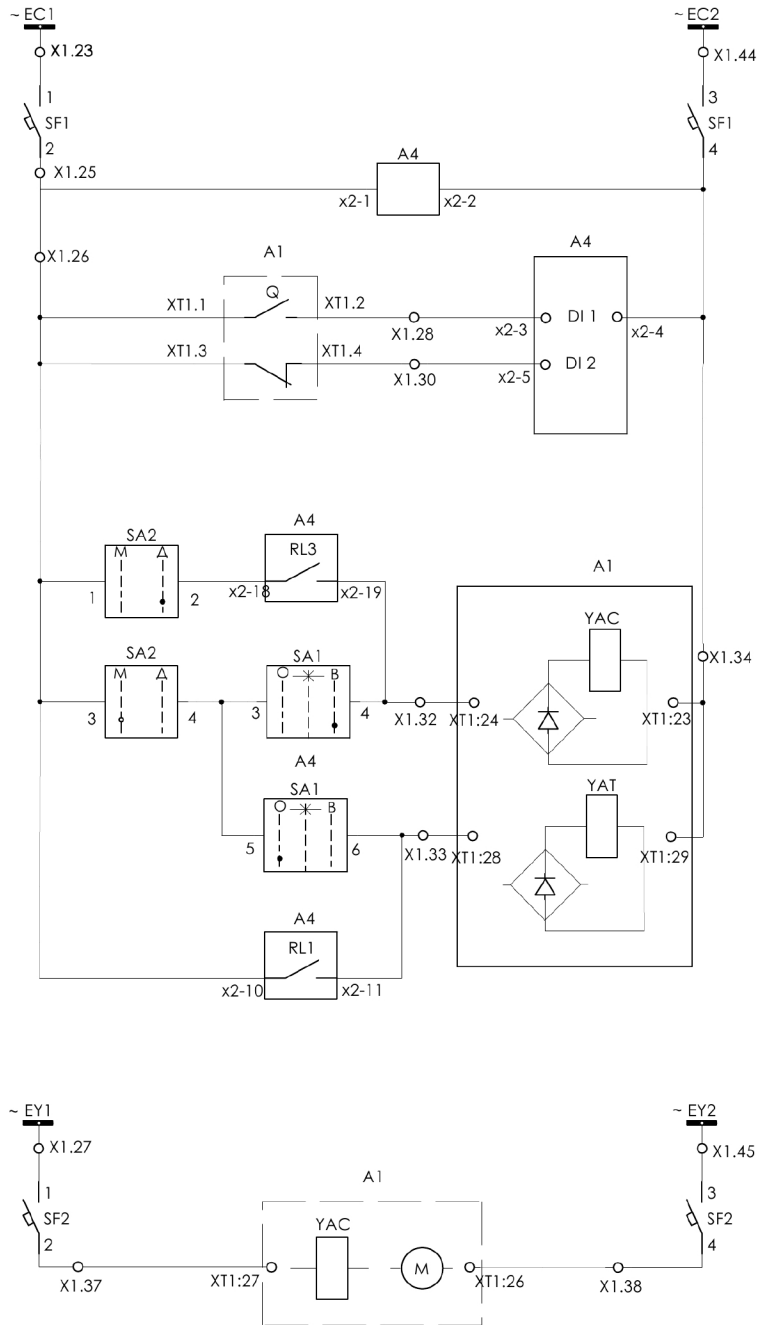 ~ EC1
~ EC2
X1.23
X1.44
1
SF1
2
3
SF1
4
X1.25
A4
x2-1
x2-2
X1.26
A1
A4
XT1.1
Q
XT1.2
X1.28
x2-3
DI 1
x2-4
XT1.3
XT1.4
X1.30
x2-5
DI 2
SA2
M
Д
1
2
A4
RL3
x2-18
x2-19
A1
YAC
SA2
M
Д
3
4
SA1
O
B
3
4
X1.32
XT1:24
XT1:23
X1.34
A4
SA1
O
B
5
6
X1.33
XT1:28
YAT
XT1:29
A4
RL1
x2-10
x2-11
~ EY1
~ EY2
X1.27
X1.45
1
SF2
2
3
SF2
4
A1
YAC
M
X1.37
XT1:27
XT1:26
X1.38